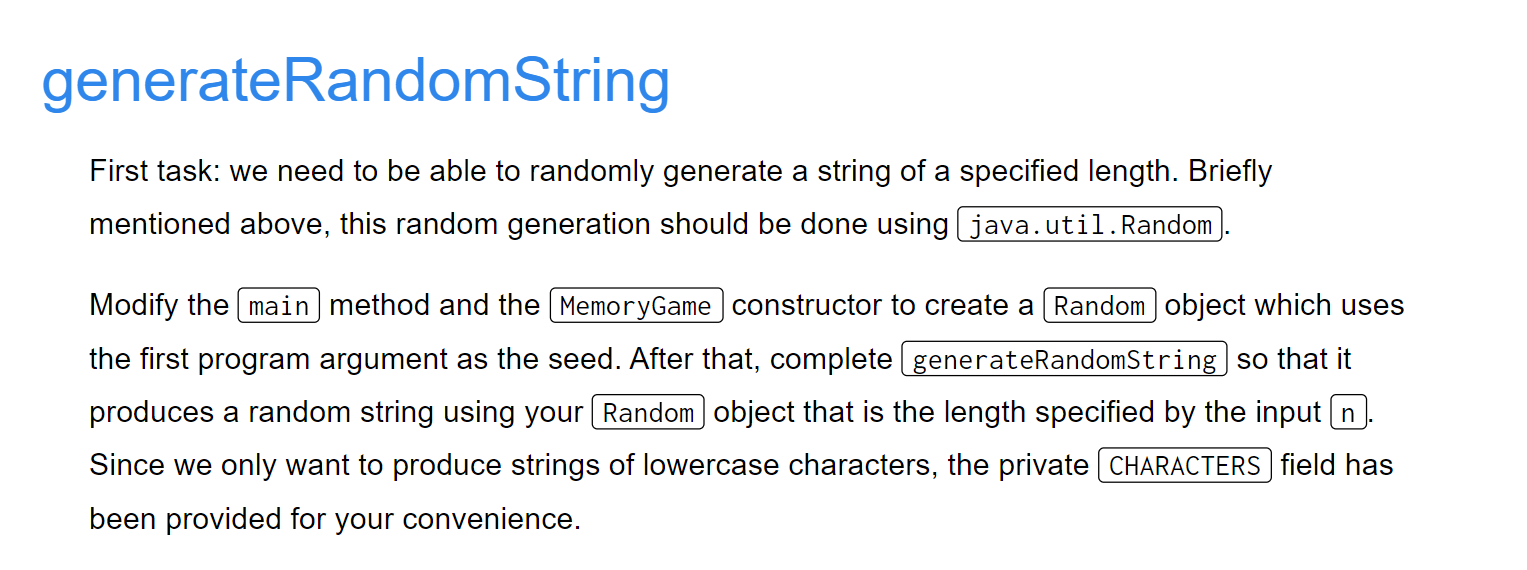 generateRandomString
First task: we need to be able to randomly generate a string of a specified length. Briefly
mentioned above, this random generation should be done using java.util.Random.
Modify the main method and the MemoryGame constructor to create a Random object which uses
the first program argument as the seed. After that, complete generateRandomString so that it
produces a random string using your Random object that is the length specified by the input n.
Since we only want to produce strings of lowercase characters, the private CHARACTERS field has
been provided for your convenience.